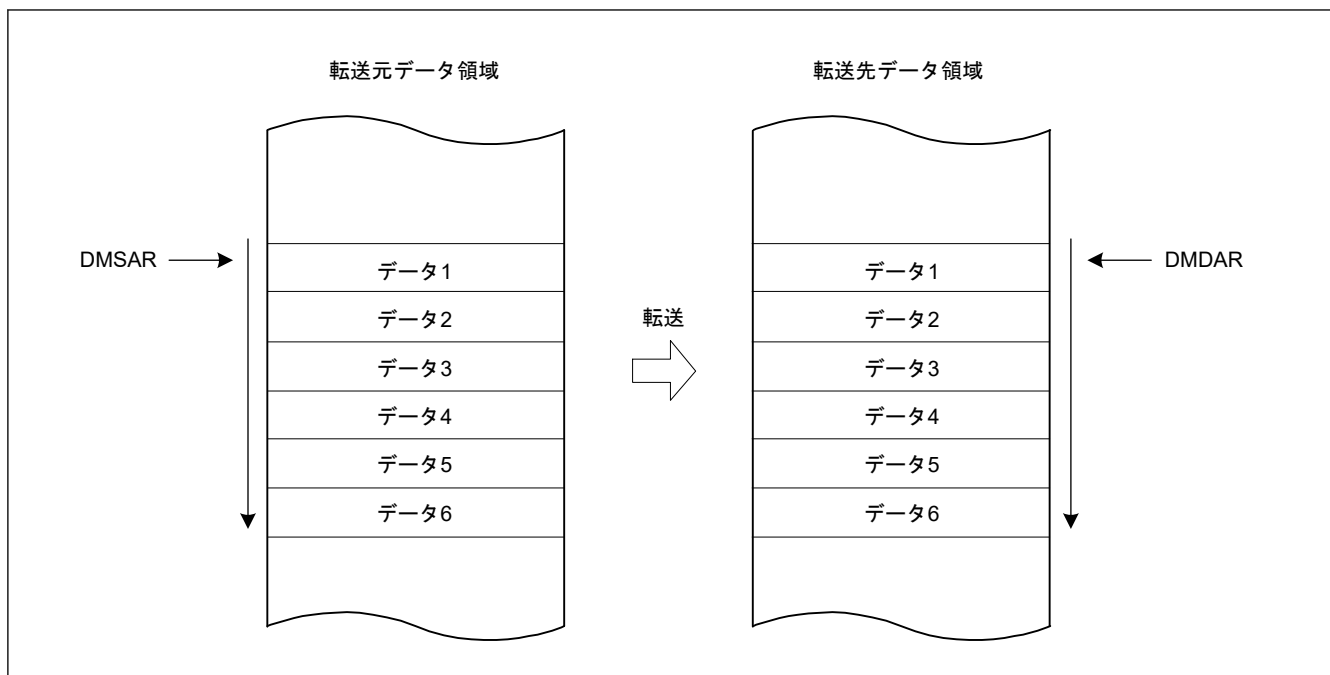 転送元データ領域
転送先データ領域
DMSAR
データ1
データ2
データ3
データ4
データ5
データ6
転送
データ1
データ2
データ3
データ4
データ5
データ6
DMDAR